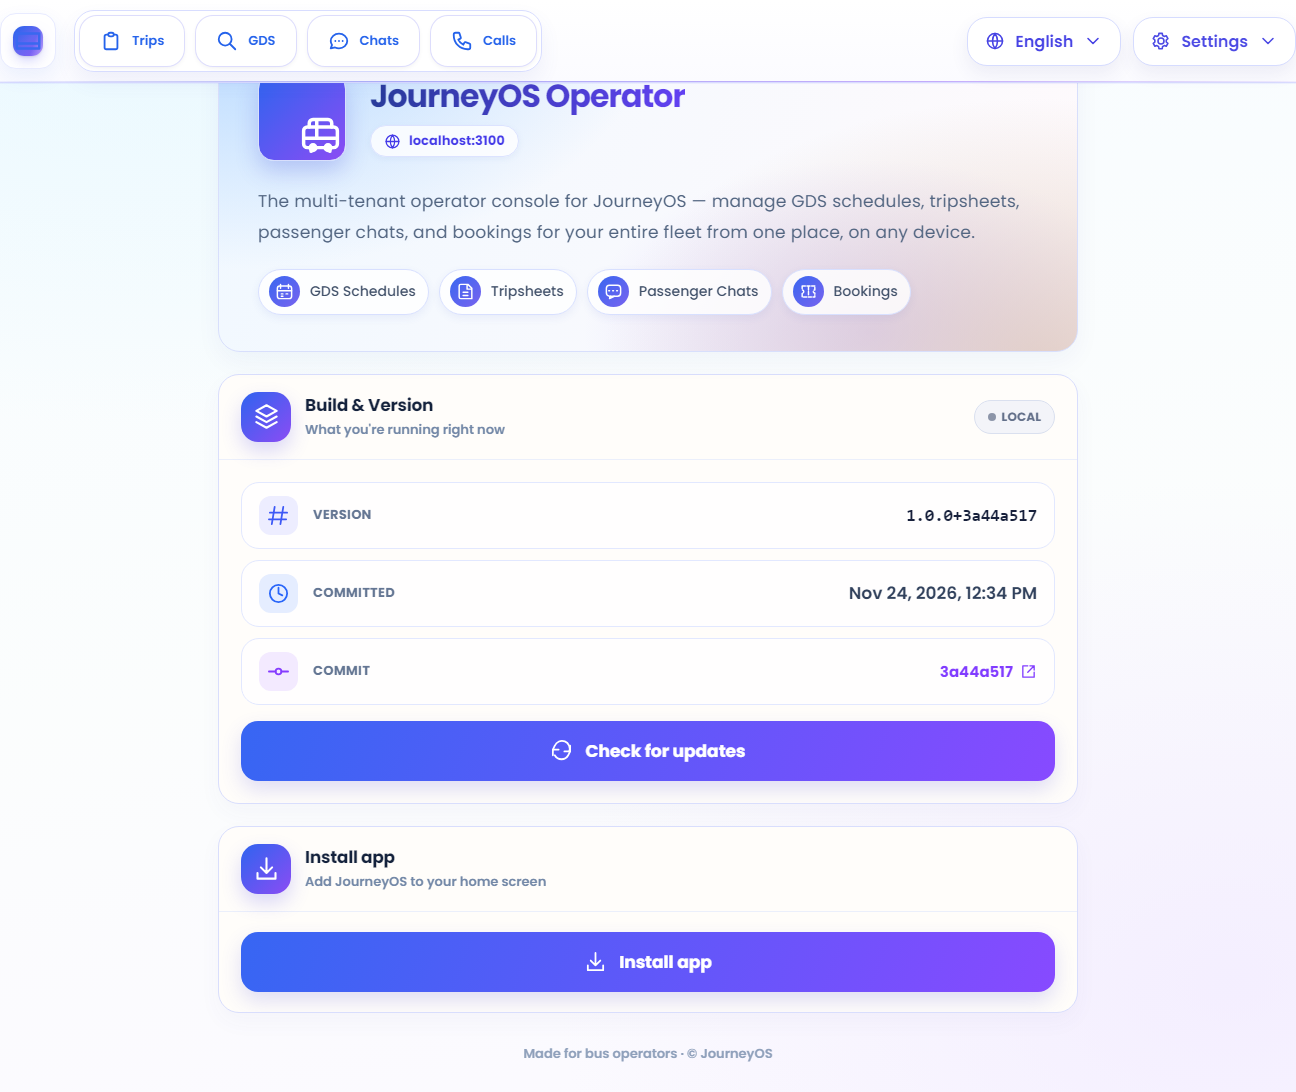 Trips
GDS
Chats
Calls
English
Settings
JourneyOS Operator
localhost:3100
The multi-tenant operator console for JourneyOS — manage GDS schedules, tripsheets,
passenger chats, and bookings for your entire fleet from one place, on any device.
GDS Schedules
Tripsheets
Passenger Chats
Bookings
Build & Version
What you're running right now
LOCAL
VERSION
1.0.0+3a44a517
COMMITTED
Nov 24, 2026, 12:34 PM
COMMIT
3a44a517
Check for updates
Install app
Add JourneyOS to your home screen
Install app
Made for bus operators · © JourneyOS